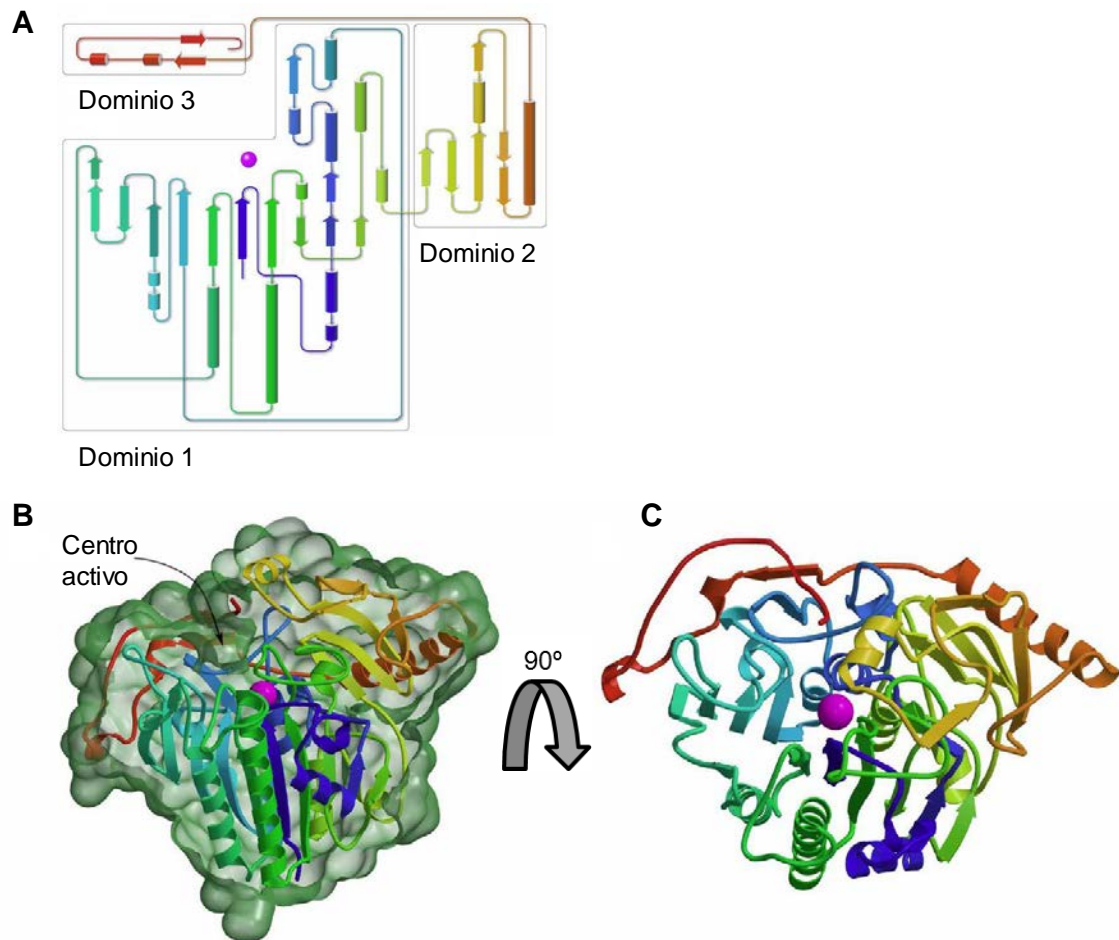 A
Dominio 3
Dominio 2
Dominio 1
B
Centro
activo
90º
C